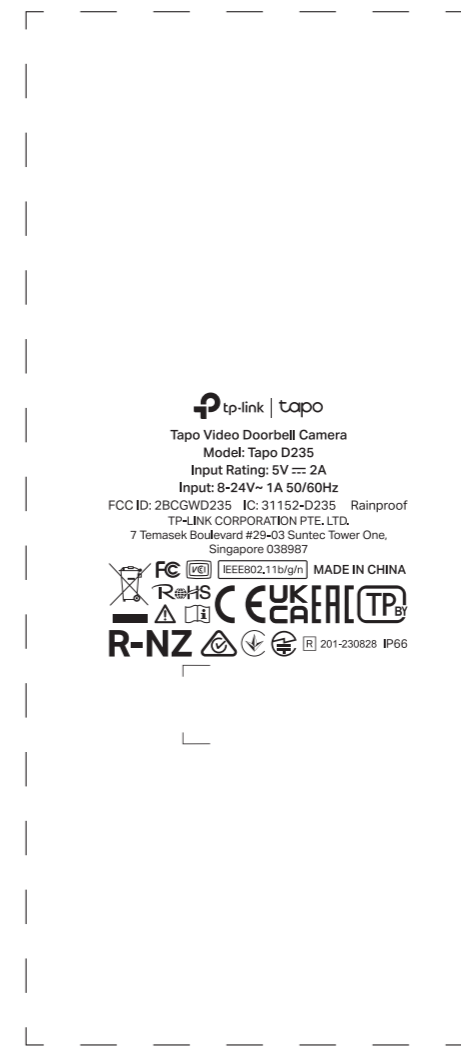 tp-link | tapo
Tapo Video Doorbell Camera
Model: Tapo D235
Input Rating: 5V ⎓ 2A
Input: 8-24V~ 1A 50/60Hz
FCC ID: 2BCGWD235 IC: 31152-D235 Rainproof
TP-LINK CORPORATION PTE. LTD.
7 Temasek Boulevard #29-03 Suntec Tower One,
Singapore 038987
FC VCI IEEE802.11b/g/n MADE IN CHINA
RoHS CE UKCA EAC TP BY
R-NZ R 201-230828 IP66